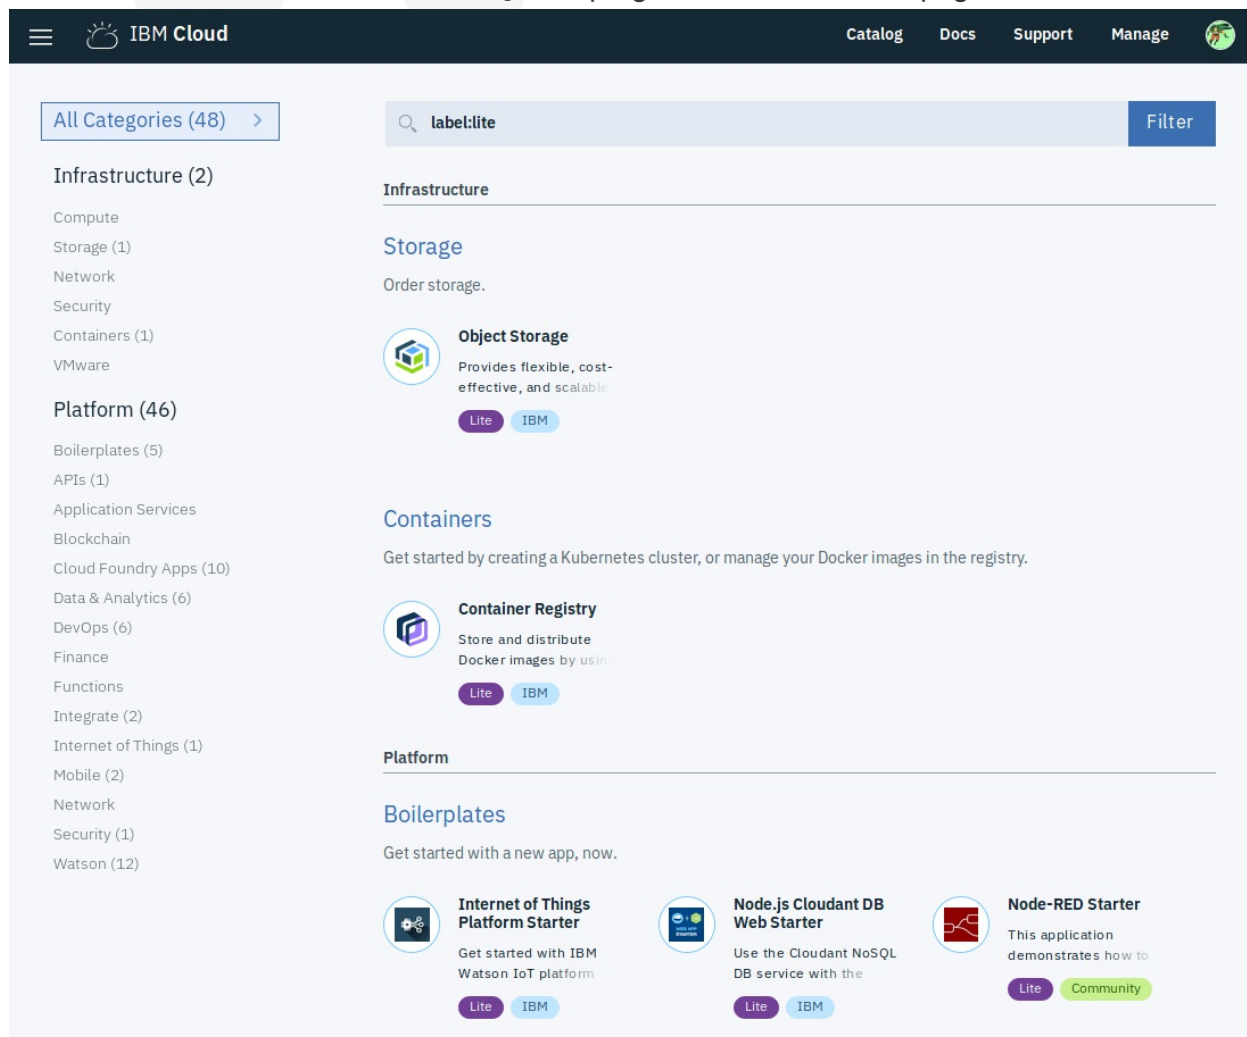 IBM Cloud
Catalog Docs Support Manage
All Categories (48) >
label:lite
Filter
Infrastructure (2)
Compute
Storage (1)
Network
Security
Containers (1)
VMware
Platform (46)
Boilerplates (5)
APIs (1)
Application Services
Blockchain
Cloud Foundry Apps (10)
Data & Analytics (6)
DevOps (6)
Finance
Functions
Integrate (2)
Internet of Things (1)
Mobile (2)
Network
Security (1)
Watson (12)
Infrastructure
Storage
Order storage.
Object Storage
Provides flexible, cost-
effective, and scalable
Lite IBM
Containers
Get started by creating a Kubernetes cluster, or manage your Docker images in the registry.
Container Registry
Store and distribute
Docker images by usin
Lite IBM
Platform
Boilerplates
Get started with a new app, now.
Internet of Things
Platform Starter
Get started with IBM
Watson IoT platform
Lite IBM
Node.js Cloudant DB
Web Starter
Use the Cloudant NoSQL
DB service with the
Lite IBM
Node-RED Starter
This application
demonstrates how to
Lite Community